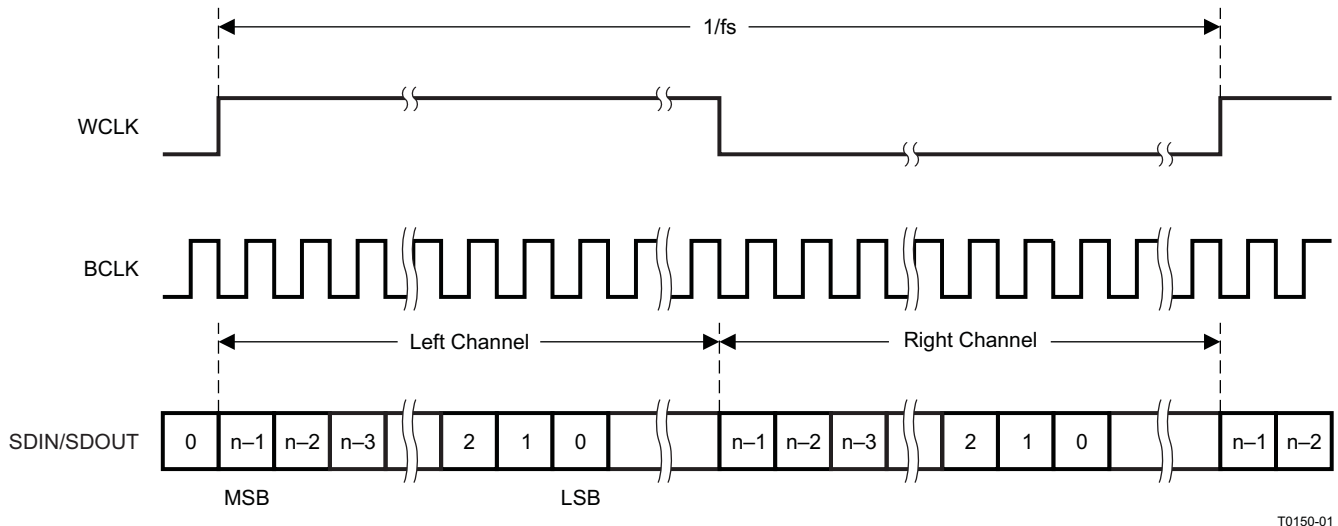 1/fs
WCLK
BCLK
Left Channel
Right Channel
SDIN/SDOUT 0 n–1 n–2 n–3 2 1 0 n–1 n–2 n–3 2 1 0 n–1 n–2
MSB LSB
T0150-01